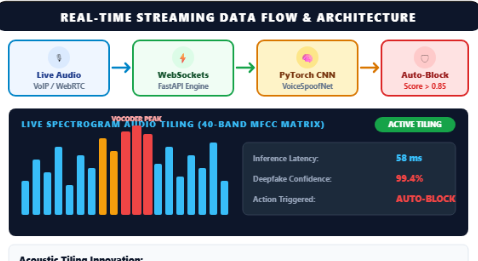 REAL-TIME STREAMING DATA FLOW & ARCHITECTURE
Live Audio
VoIP / WebRTC
WebSockets
FastAPI Engine
PyTorch CNN
VoiceSpoofNet
Auto-Block
Score > 0.85
LIVE SPECTROGRAM AUDIO TILING (40-BAND MFCC MATRIX)
VOCODER PEAK
ACTIVE TILING
Inference Latency: 58 ms
Deepfake Confidence: 99.4%
Action Triggered: AUTO-BLOCK
Acoustic Tiling Innovation: